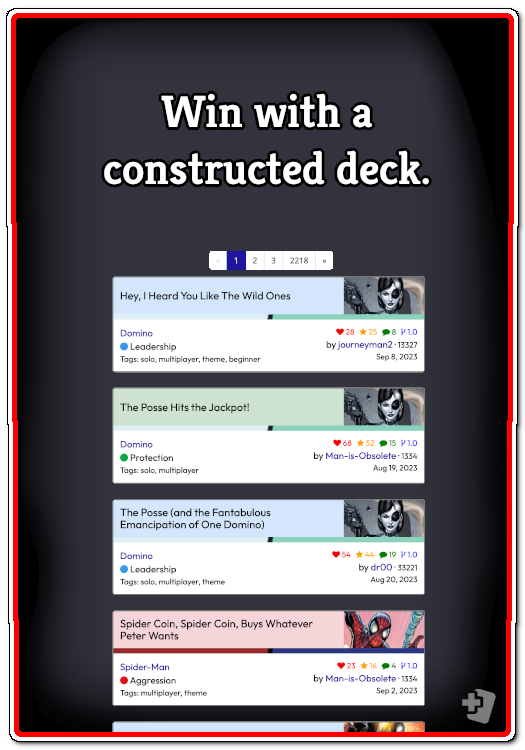 Win with a
constructed deck.
« 1 2 3 2218 »
Hey, I Heard You Like The Wild Ones
Domino
28 25 8 1.0
Leadership
by journeyman2 · 13327
Tags: solo, multiplayer, theme, beginner
Sep 8, 2023
The Posse Hits the Jackpot!
Domino
68 52 15 1.0
Protection
by Man-is-Obsolete · 1334
Tags: solo, multiplayer
Aug 19, 2023
The Posse (and the Fantabulous
Emancipation of One Domino)
Domino
54 44 19 1.0
Leadership
by dr00 · 33221
Tags: solo, multiplayer, theme
Aug 20, 2023
Spider Coin, Spider Coin, Buys Whatever
Peter Wants
Spider-Man
23 16 4 1.0
Aggression
by Man-is-Obsolete · 1334
Tags: multiplayer, theme
Sep 2, 2023